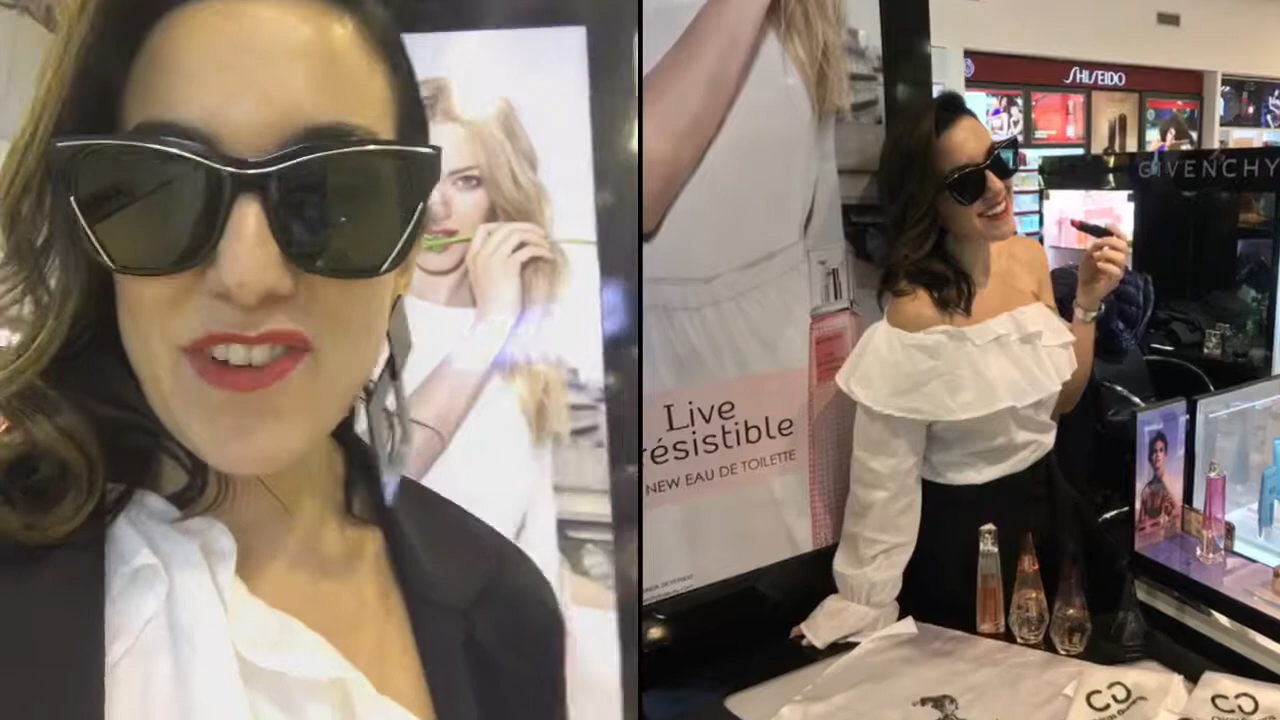 SHISEIDO
GIVENCHY
Live
résistible
NEW EAU DE TOILETTE